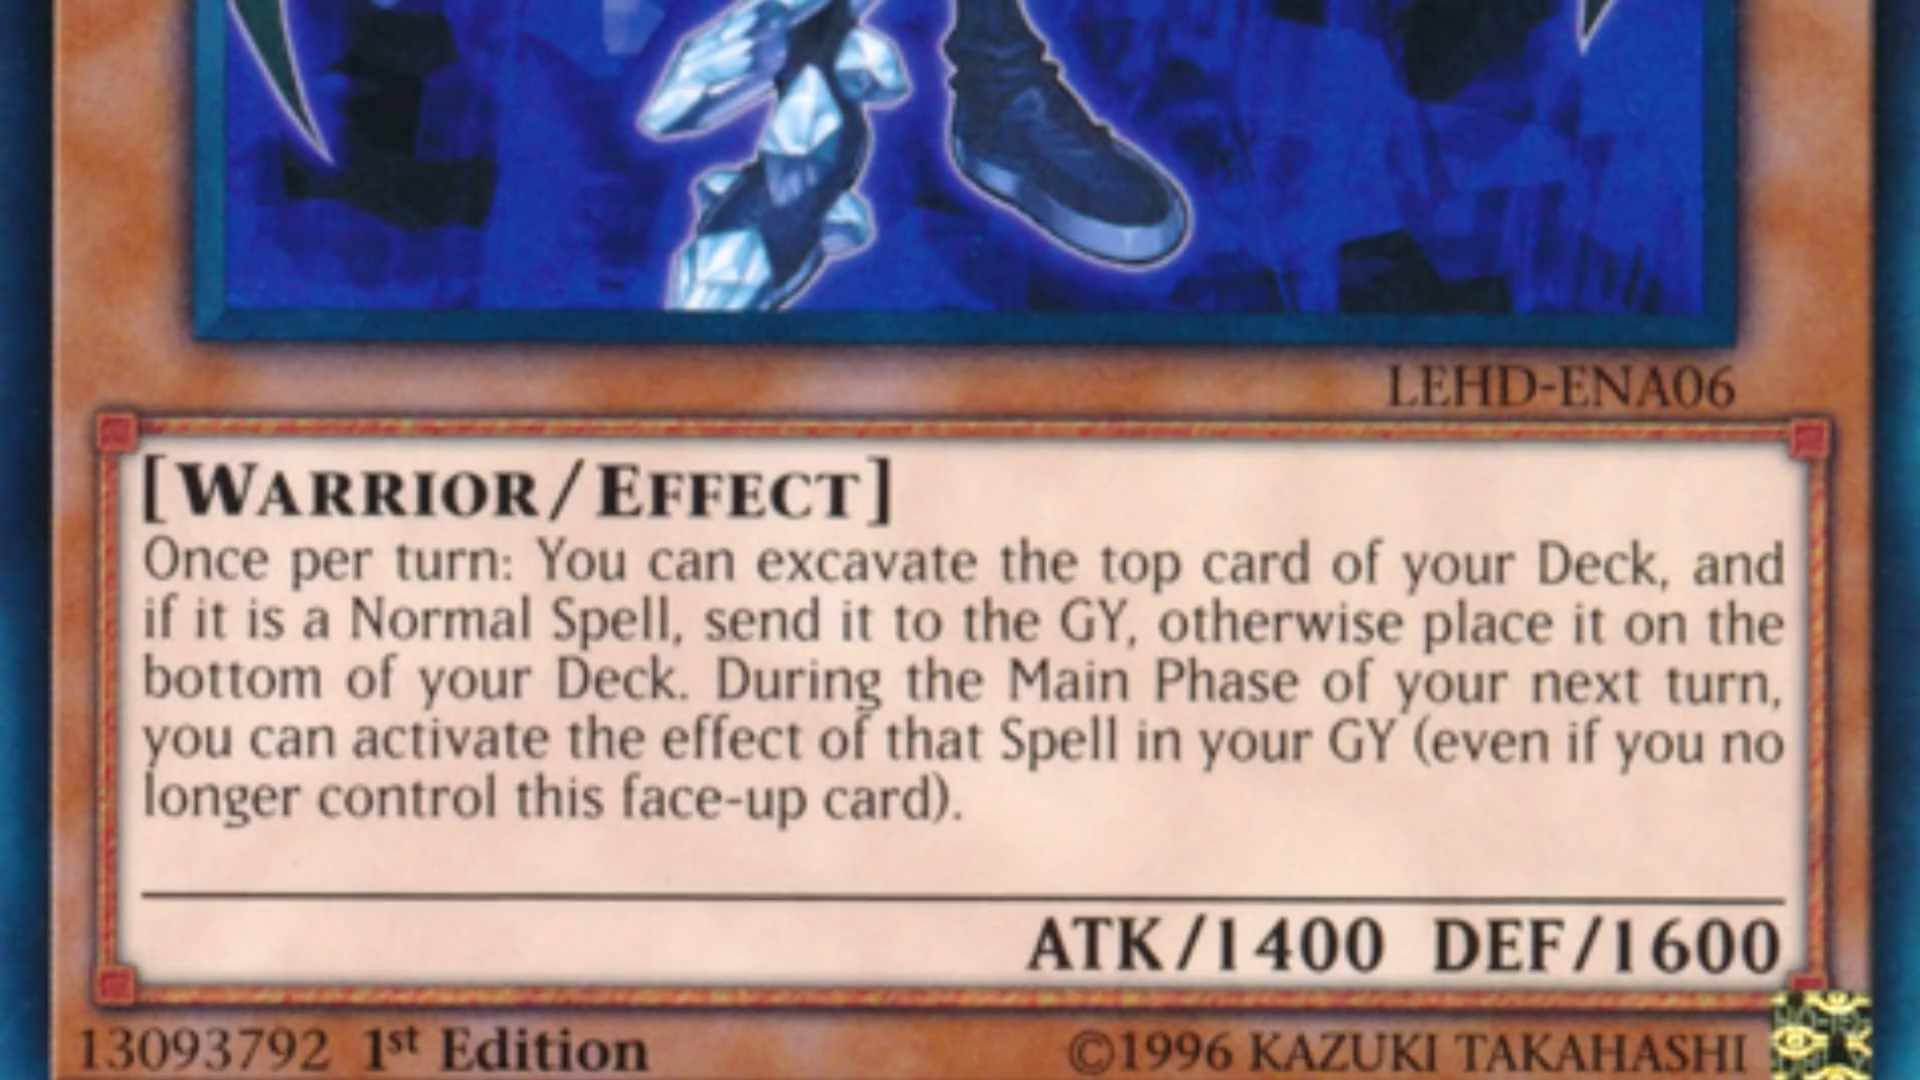 LEHD-ENA06
[WARRIOR/EFFECT]
Once per turn: You can excavate the top card of your Deck, and
if it is a Normal Spell, send it to the GY, otherwise place it on the
bottom of your Deck. During the Main Phase of your next turn,
you can activate the effect of that Spell in your GY (even if you no
longer control this face-up card).
ATK/1400 DEF/1600
13093792 1st Edition ©1996 KAZUKI TAKAHASHI